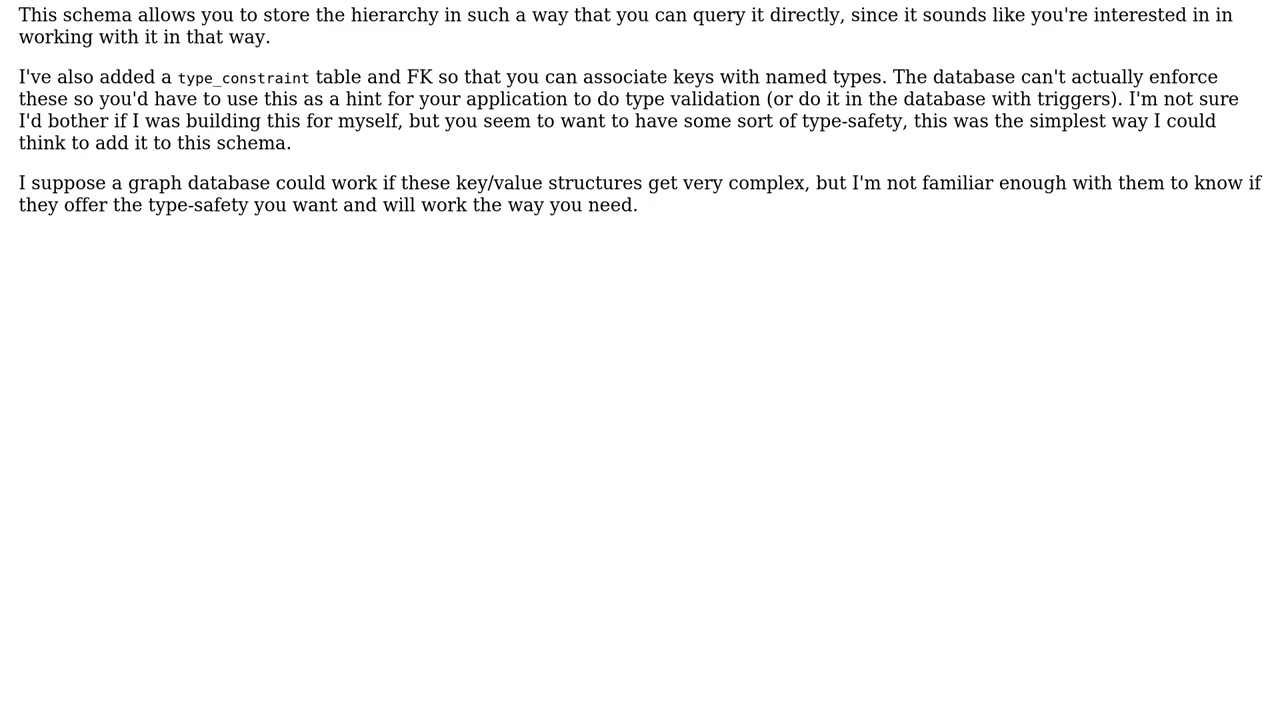 This schema allows you to store the hierarchy in such a way that you can query it directly, since it sounds like you're interested in in
working with it in that way.
I've also added a type_constraint table and FK so that you can associate keys with named types. The database can't actually enforce
these so you'd have to use this as a hint for your application to do type validation (or do it in the database with triggers). I'm not sure
I'd bother if I was building this for myself, but you seem to want to have some sort of type-safety, this was the simplest way I could
think to add it to this schema.
I suppose a graph database could work if these key/value structures get very complex, but I'm not familiar enough with them to know if
they offer the type-safety you want and will work the way you need.